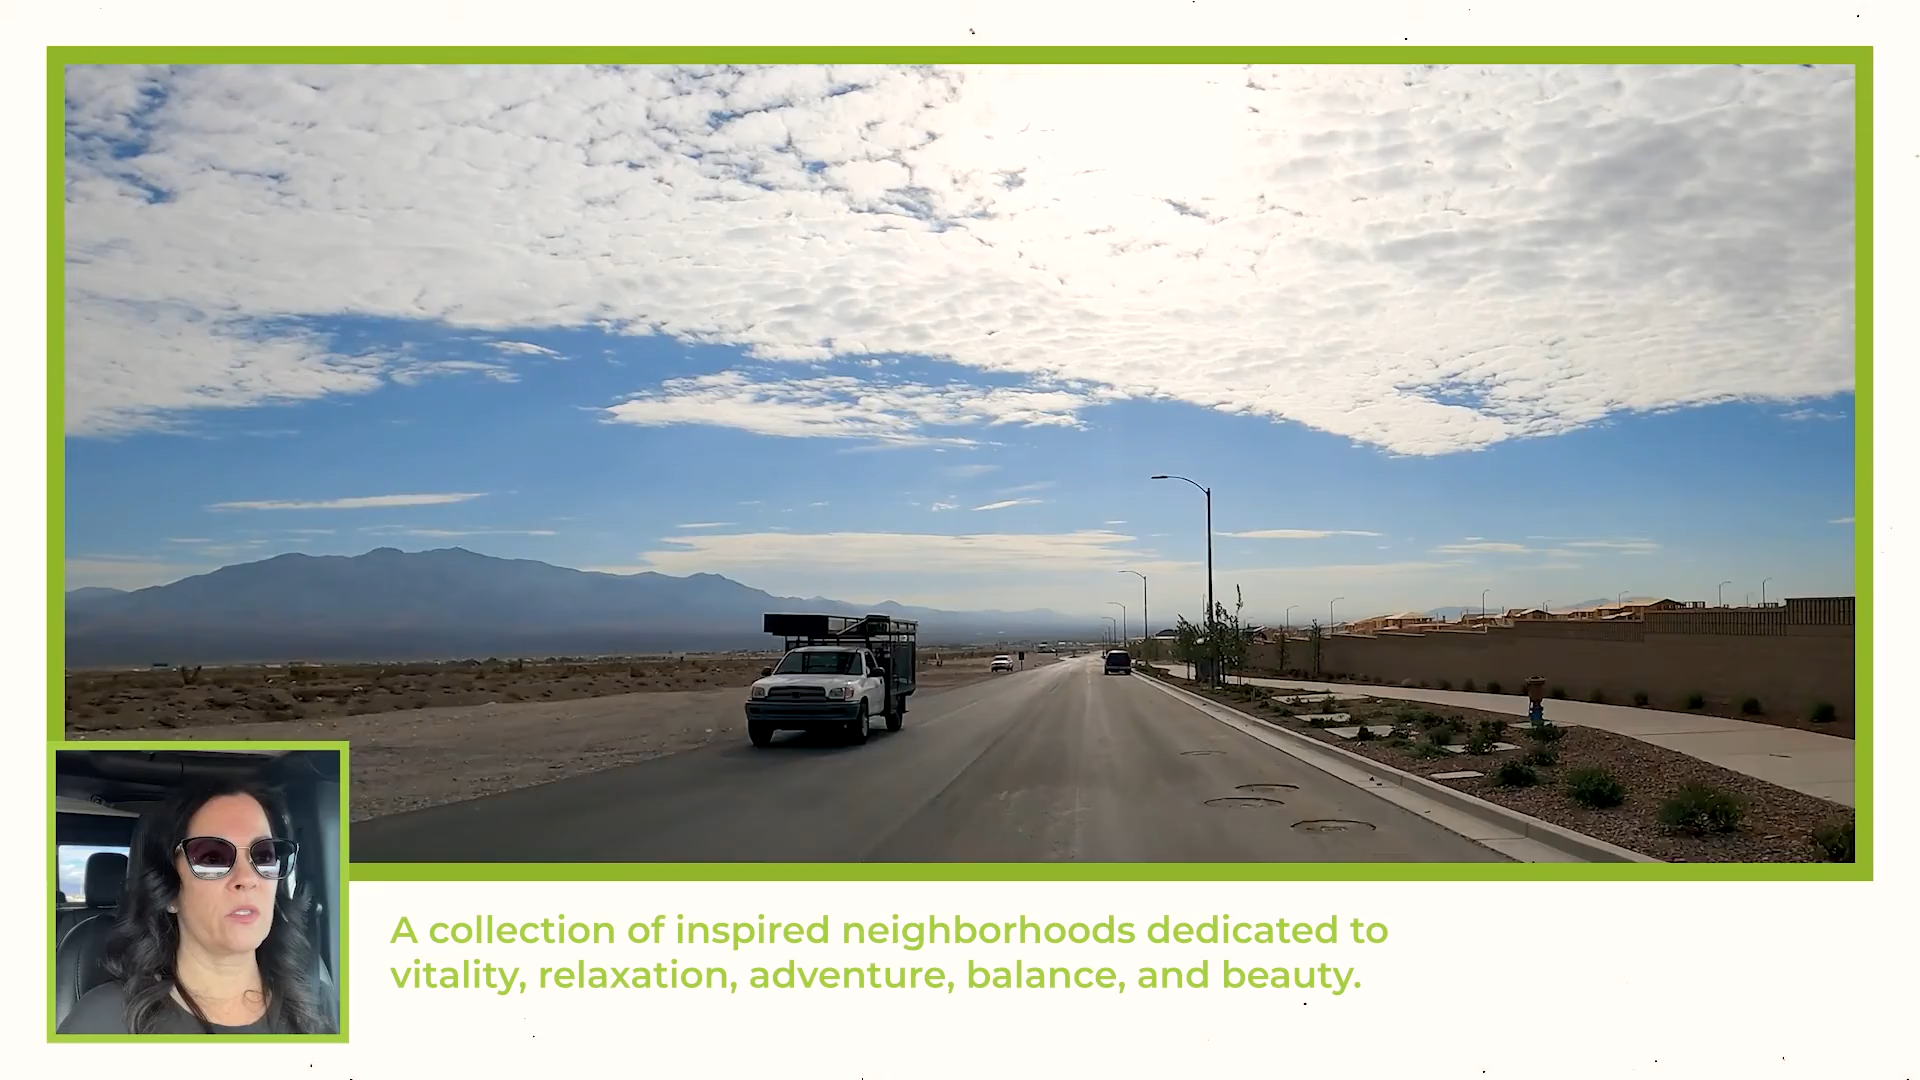 A collection of inspired neighborhoods dedicated to
vitality, relaxation, adventure, balance, and beauty.